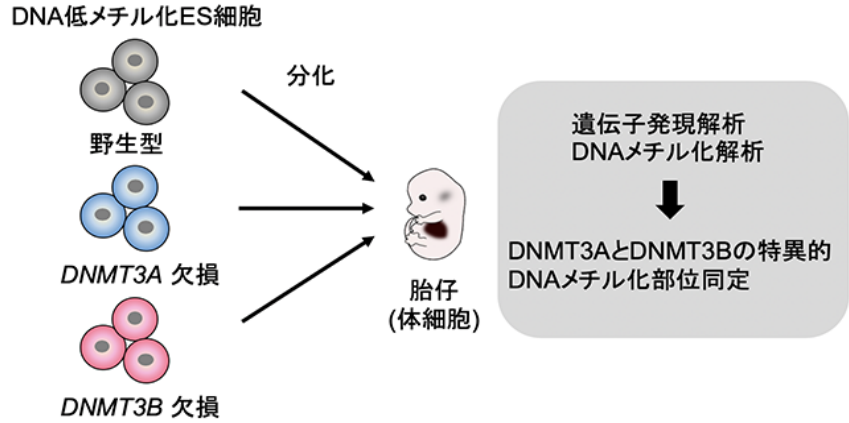 DNA低メチル化ES細胞
分化
野生型
DNMT3A 欠損
DNMT3B 欠損
胎仔
(体細胞)
遺伝子発現解析
DNAメチル化解析
DNMT3AとDNMT3Bの特異的
DNAメチル化部位同定